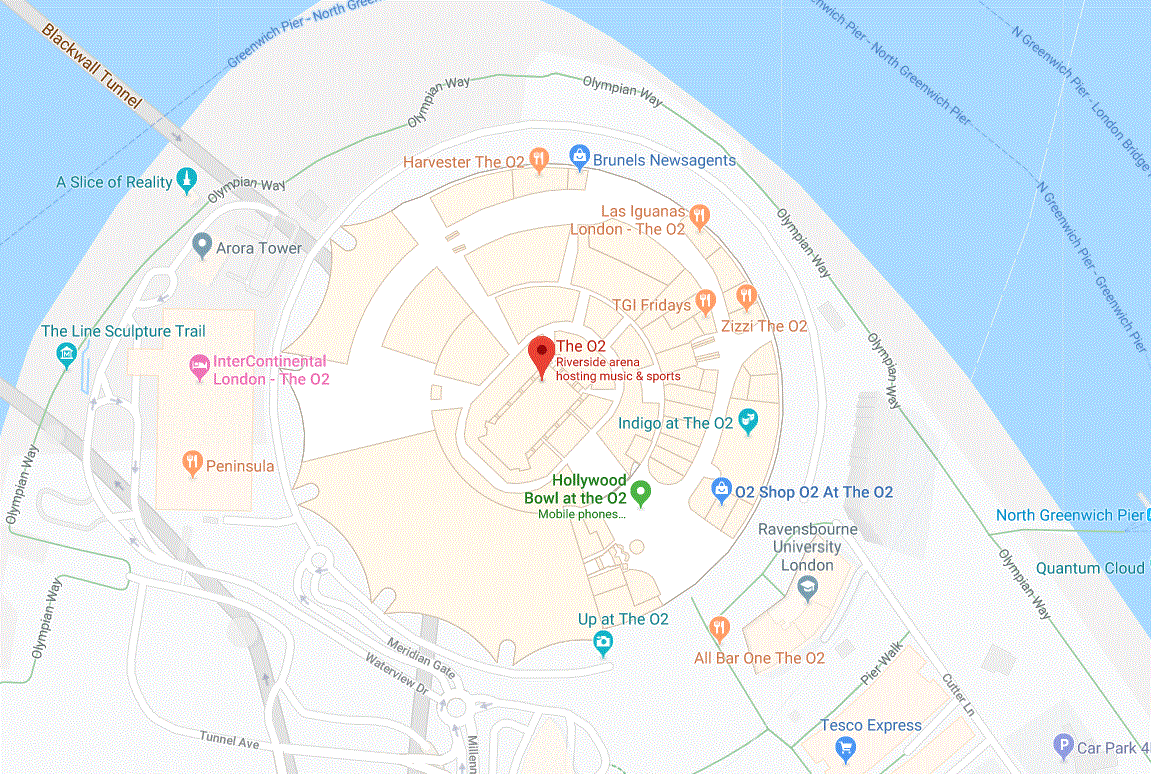 Greenwich Pier - North Green
Blackwall Tunnel
Greenwich Pier - North Greenwich Pier
N Greenwich Pier - London Bridge
N Greenwich Pier - Greenwich Pier
Olympian Way
Olympian Way
Harvester The O2
Brunels Newsagents
A Slice of Reality
Olympian Way
Las Iguanas
London - The O2
Olympian Way
Arora Tower
TGI Fridays
Zizzi The O2
The Line Sculpture Trail
The O2
Riverside arena
hosting music & sports
InterContinental
London - The O2
Olympian Way
Indigo at The O2
Peninsula
Olympian Way
Hollywood
Bowl at the O2
Mobile phones...
O2 Shop O2 At The O2
North Greenwich Pier
Ravensbourne
University
London
Quantum Cloud
Olympian Way
Olympian Way
Up at The O2
All Bar One The O2
Meridian Gate
Waterview Dr
Pier Walk
Cutter Ln
Tunnel Ave
Millenn
Tesco Express
P
Car Park 4